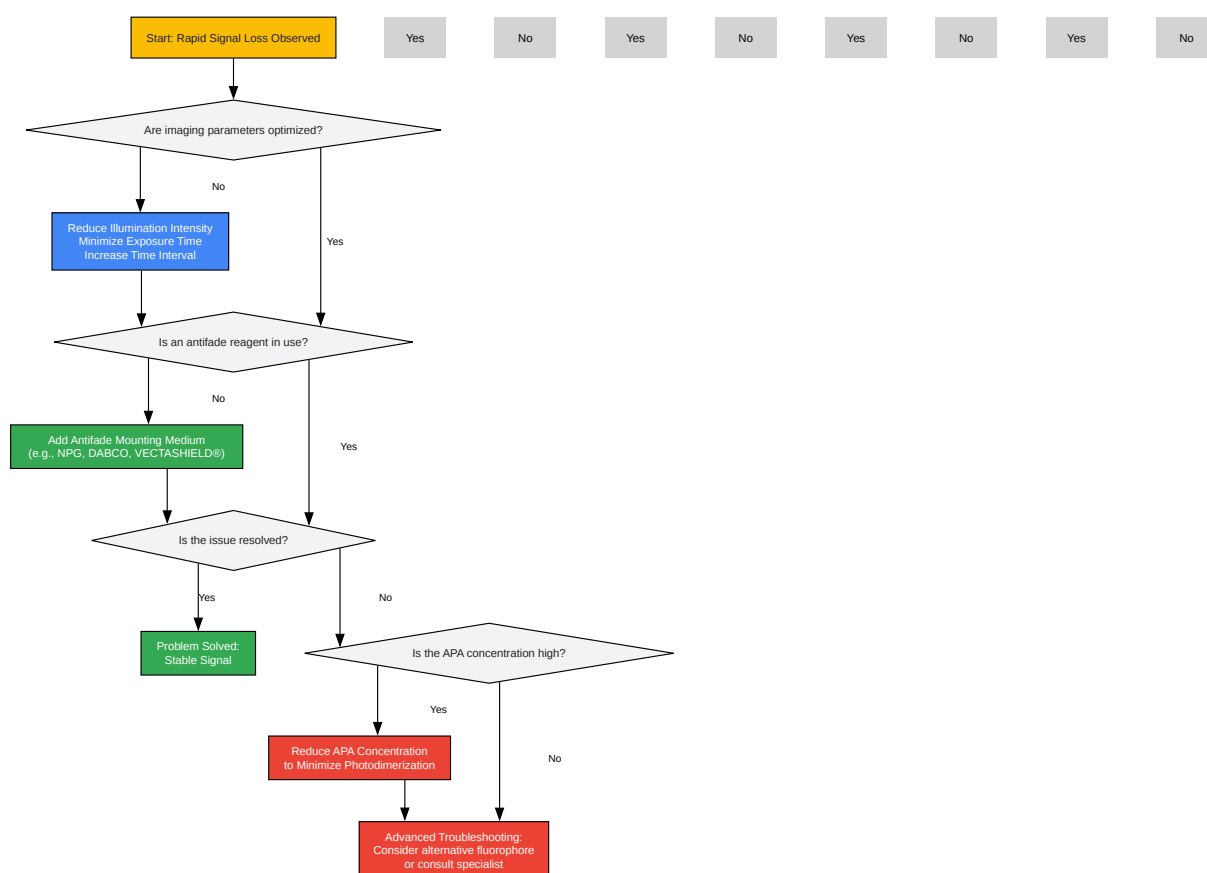 Start: Rapid Signal Loss Observed
Yes
No
Yes
No
Yes
No
Yes
No
Are imaging parameters optimized?
No
Reduce Illumination Intensity
Minimize Exposure Time
Increase Time Interval
Yes
Is an antifade reagent in use?
No
Add Antifade Mounting Medium
(e.g., NPG, DABCO, VECTASHIELD®)
Yes
Is the issue resolved?
Yes
No
Problem Solved:
Stable Signal
Is the APA concentration high?
Yes
Reduce APA Concentration
to Minimize Photodimerization
No
Advanced Troubleshooting:
Consider alternative fluorophore
or consult specialist